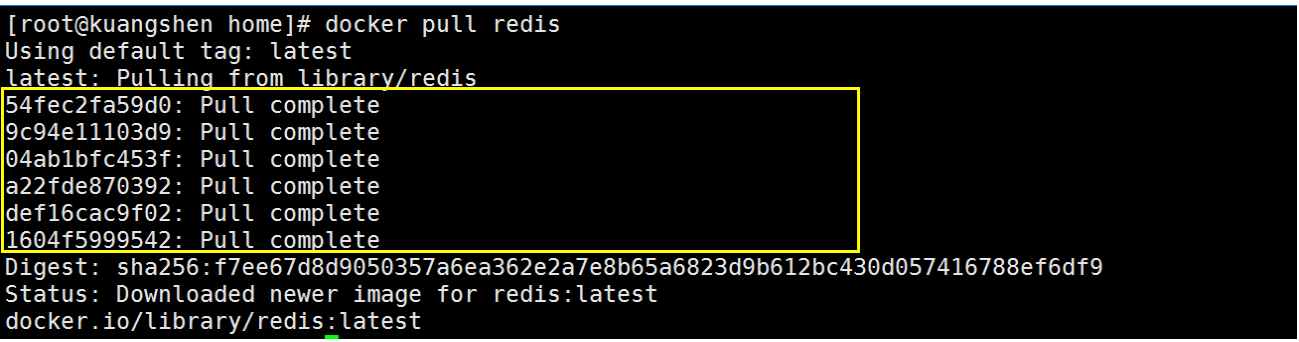 [root@kuangshen home]# docker pull redis
Using default tag: latest
latest: Pulling from library/redis
54fec2fa59d0: Pull complete
9c94e11103d9: Pull complete
04ab1bfc453f: Pull complete
a22fde870392: Pull complete
def16cac9f02: Pull complete
1604f5999542: Pull complete
Digest: sha256:f7ee67d8d9050357a6ea362e2a7e8b65a6823d9b612bc430d057416788ef6df9
Status: Downloaded newer image for redis:latest
docker.io/library/redis:latest